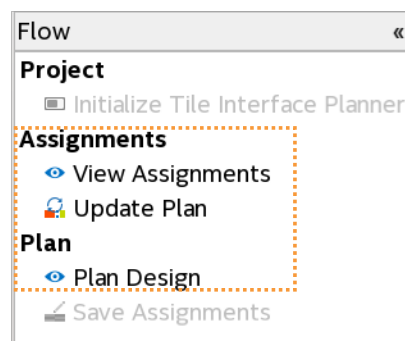 Flow «
Project
Initialize Tile Interface Planner
Assignments
View Assignments
Update Plan
Plan
Plan Design
Save Assignments